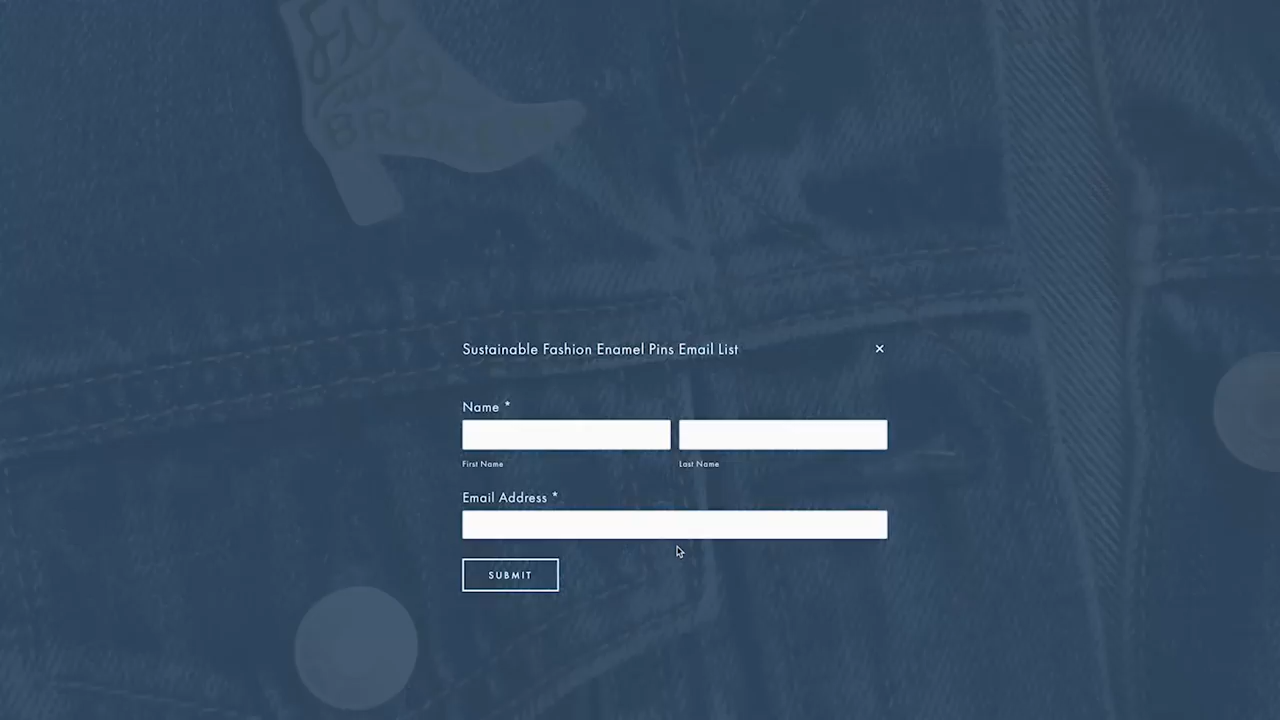 Sustainable Fashion Enamel Pins Email List
Name *
First Name
Last Name
Email Address *
SUBMIT